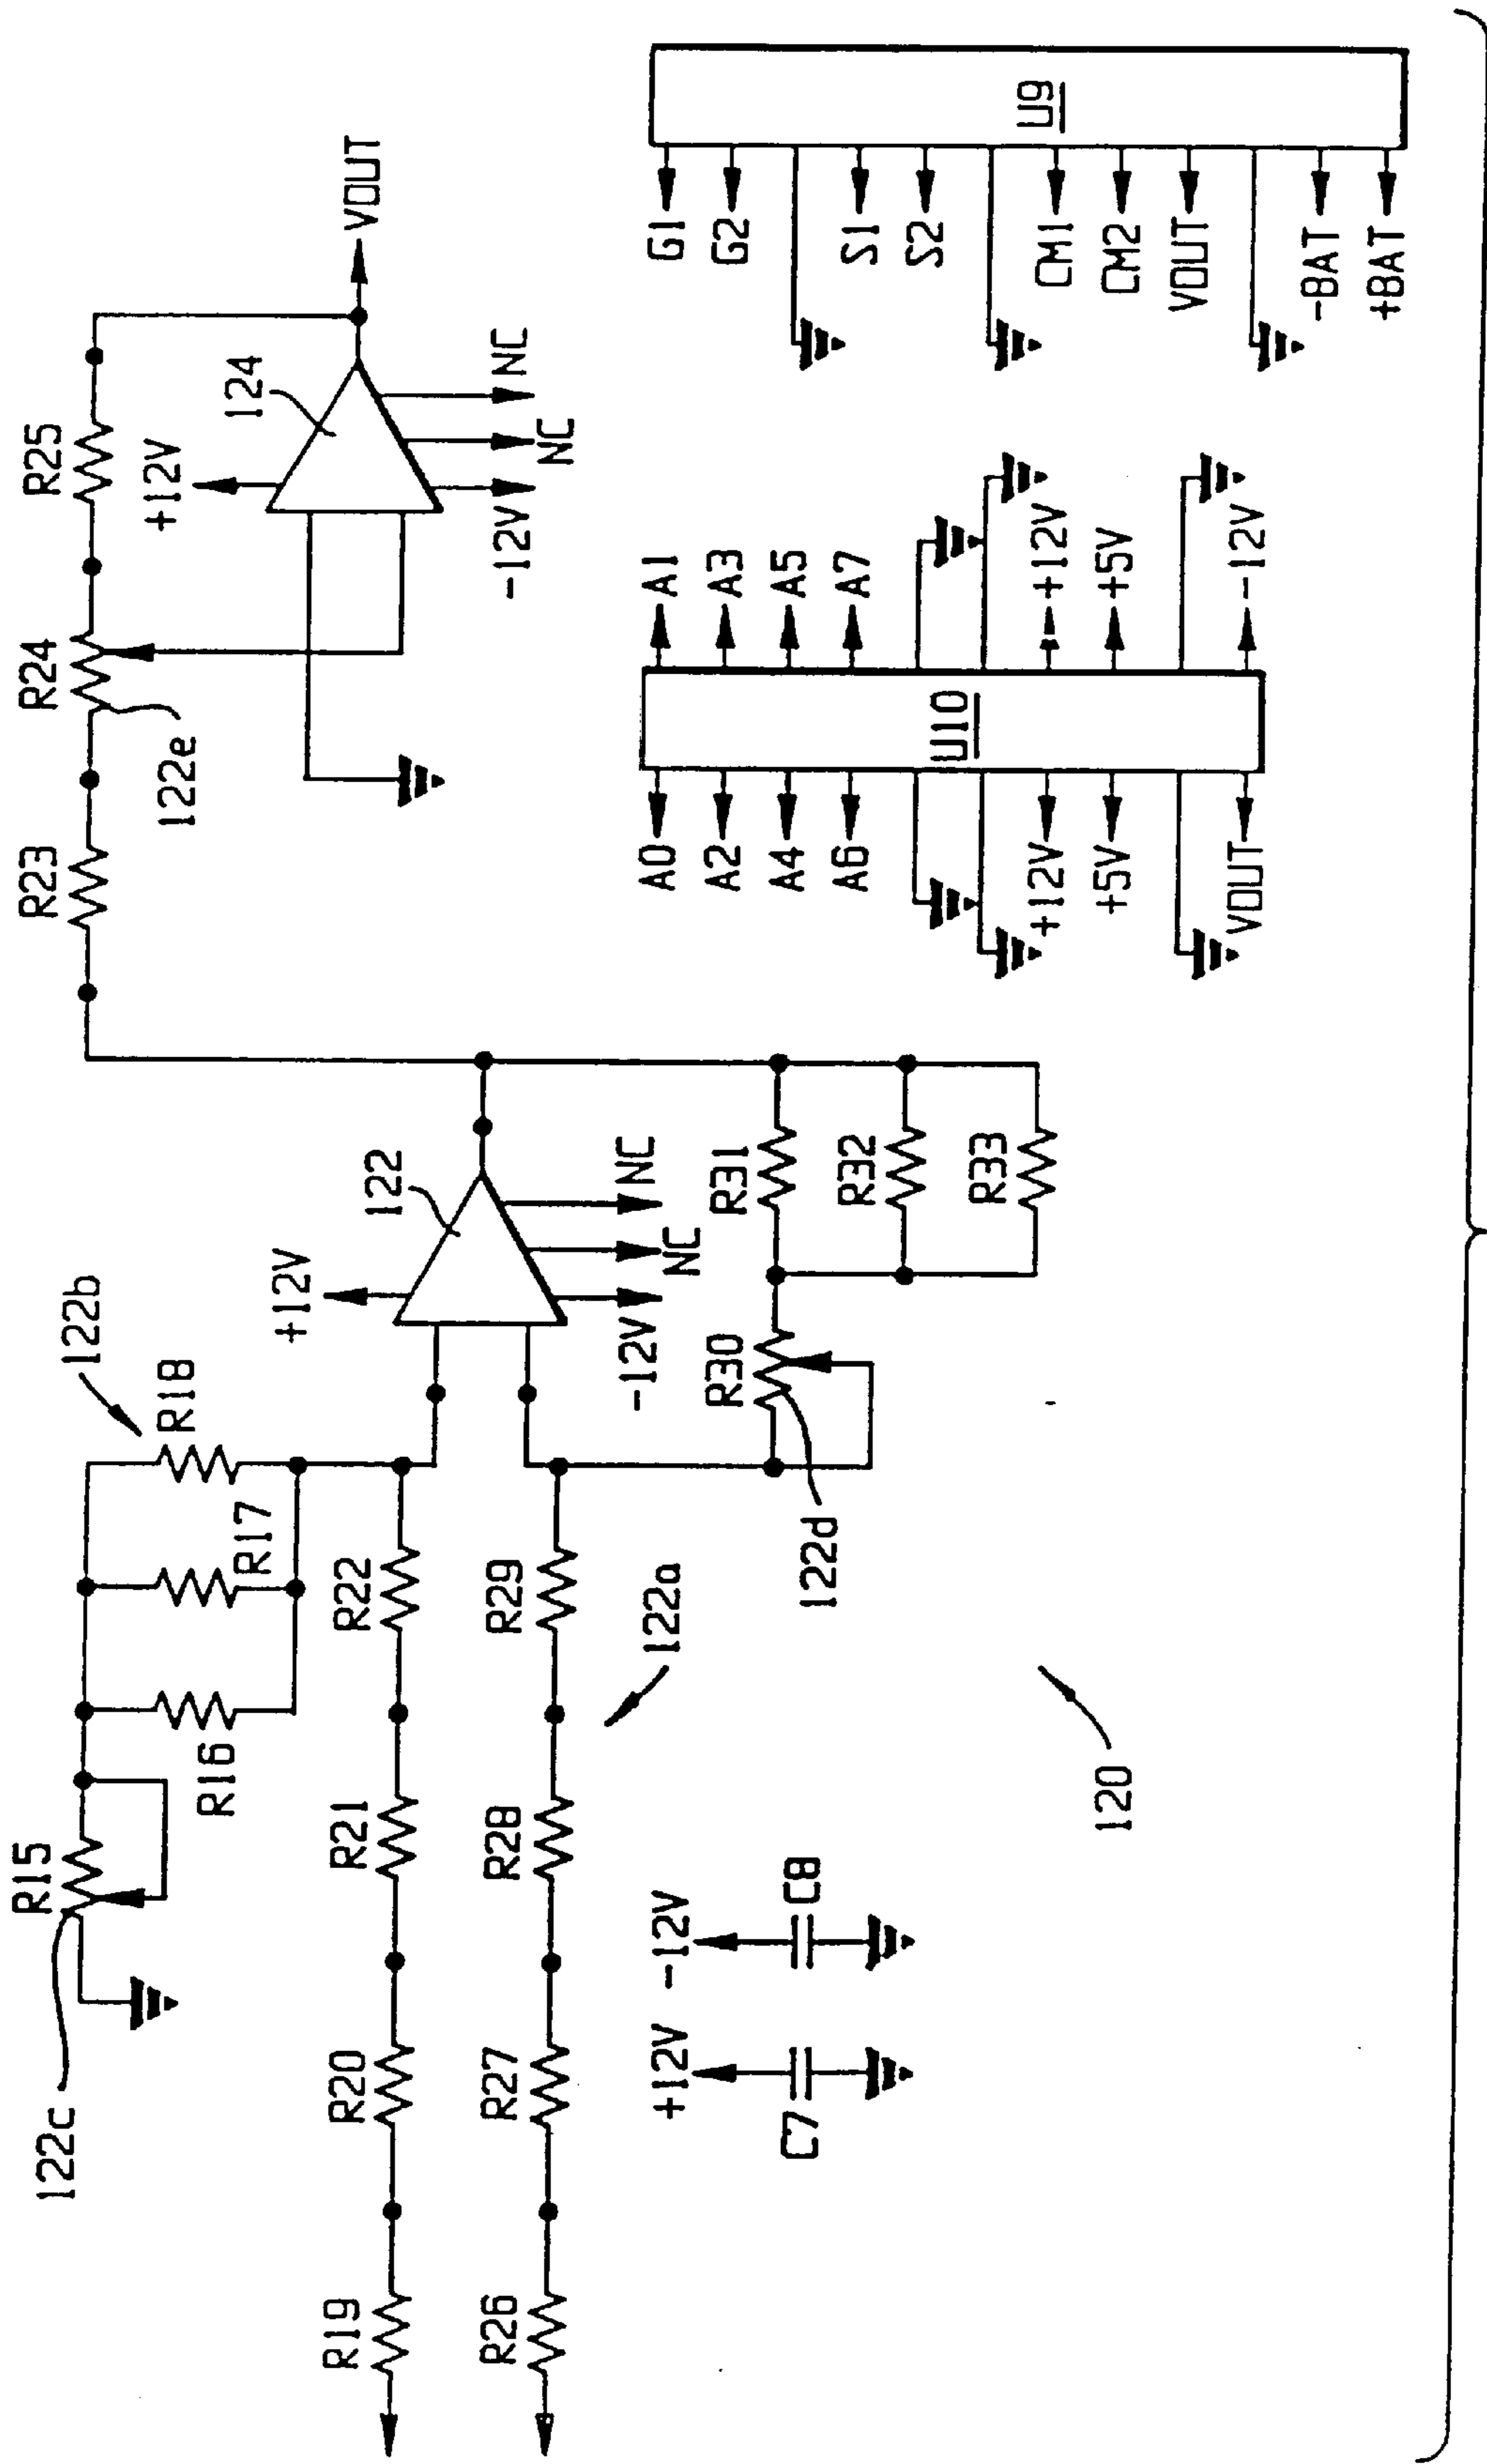 R15
122c
R16
R17
R18
122b
R19
R20
R21
R22
R26
R27
R28
R29
122a
+12V
122
-12V
NC
NC
R30
122d
R31
R32
R33
R23
R24
122e
R25
+12V
124
-12V
NC
NC
VOUT
+12V
C7
-12V
C8
120
A0
A2
A4
A6
+12V
+5V
VOUT
U10
A1
A3
A5
A7
+12V
+5V
-12V
G1
G2
S1
S2
CM1
CM2
VOUT
-BAT
+BAT
U9